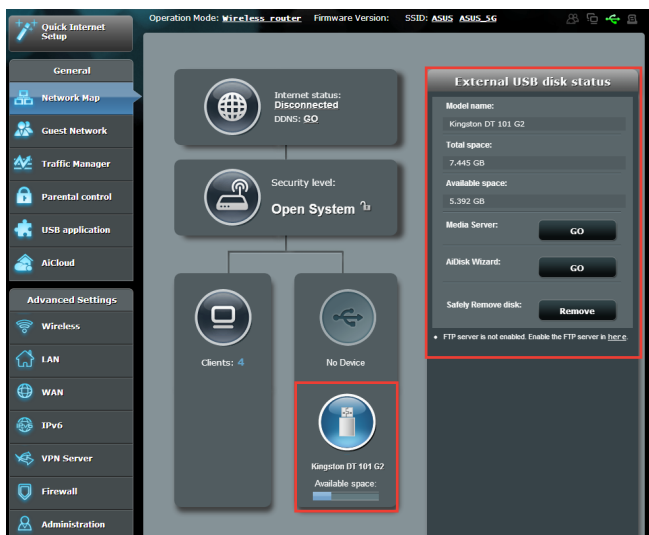 Quick Internet
Setup
Operation Mode: Wireless router Firmware Version: SSID: ASUS ASUS_5G
General
Network Map
Guest Network
Traffic Manager
Parental control
USB application
AiCloud
Advanced Settings
Wireless
LAN
WAN
IPv6
VPN Server
Firewall
Administration
Internet status:
Disconnected
DDNS: GO
Security level:
Open System
Clients: 4
No Device
Kingston DT 101 G2
Available space:
External USB disk status
Model name:
Kingston DT 101 G2
Total space:
7.445 GB
Available space:
5.392 GB
Media Server: GO
AiDisk Wizard: GO
Safely Remove disk: Remove
• FTP server is not enabled. Enable the FTP server in here.